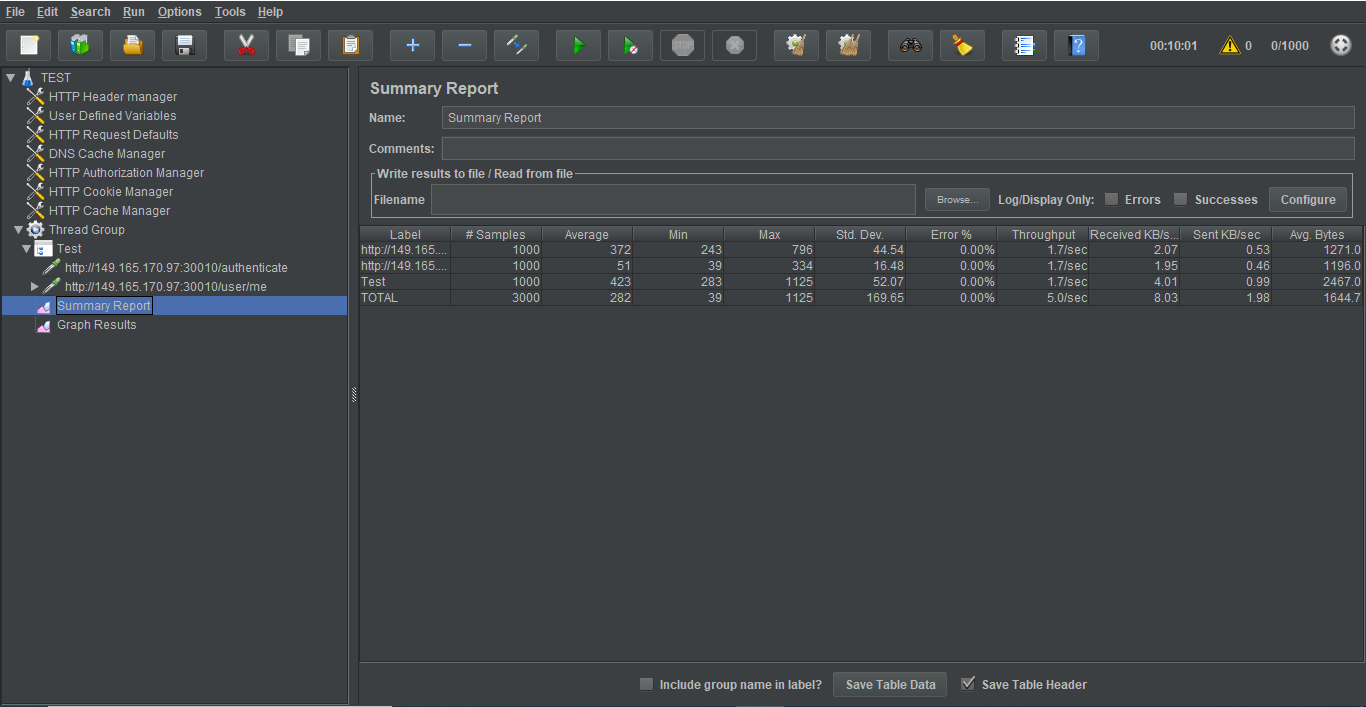 File Edit Search Run Options Tools Help
00:10:01 0 0/1000
TEST
HTTP Header manager
User Defined Variables
HTTP Request Defaults
DNS Cache Manager
HTTP Authorization Manager
HTTP Cookie Manager
HTTP Cache Manager
Thread Group
Test
http://149.165.170.97:30010/authenticate
http://149.165.170.97:30010/user/me
Summary Report
Graph Results
Summary Report
Name: Summary Report
Comments:
Write results to file / Read from file
Filename Browse... Log/Display Only: Errors Successes Configure
Label # Samples Average Min Max Std. Dev. Error % Throughput Received KB/s... Sent KB/sec Avg. Bytes
http://149.165.... 1000 372 243 796 44.54 0.00% 1.7/sec 2.07 0.53 1271.0
http://149.165.... 1000 51 39 334 16.48 0.00% 1.7/sec 1.95 0.46 1196.0
Test 1000 423 283 1125 52.07 0.00% 1.7/sec 4.01 0.99 2467.0
TOTAL 3000 282 39 1125 169.65 0.00% 5.0/sec 8.03 1.98 1644.7
Include group name in label? Save Table Data Save Table Header